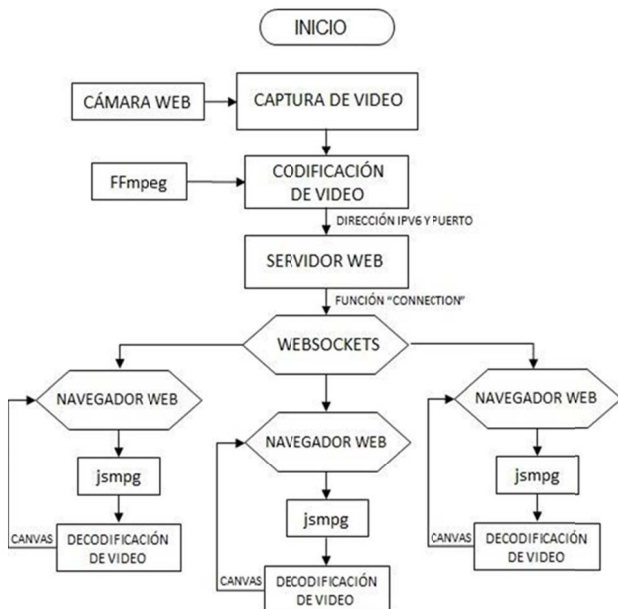 INICIO
CÁMARA WEB
CAPTURA DE VIDEO
FFmpeg
CODIFICACIÓN
DE VIDEO
DIRECCIÓN IPV6 Y PUERTO
SERVIDOR WEB
FUNCIÓN “CONNECTION”
WEBSOCKETS
NAVEGADOR WEB
jsmpg
CANVAS
DECODIFICACIÓN
DE VIDEO
NAVEGADOR WEB
jsmpg
CANVAS
DECODIFICACIÓN
DE VIDEO
NAVEGADOR WEB
jsmpg
CANVAS
DECODIFICACIÓN
DE VIDEO